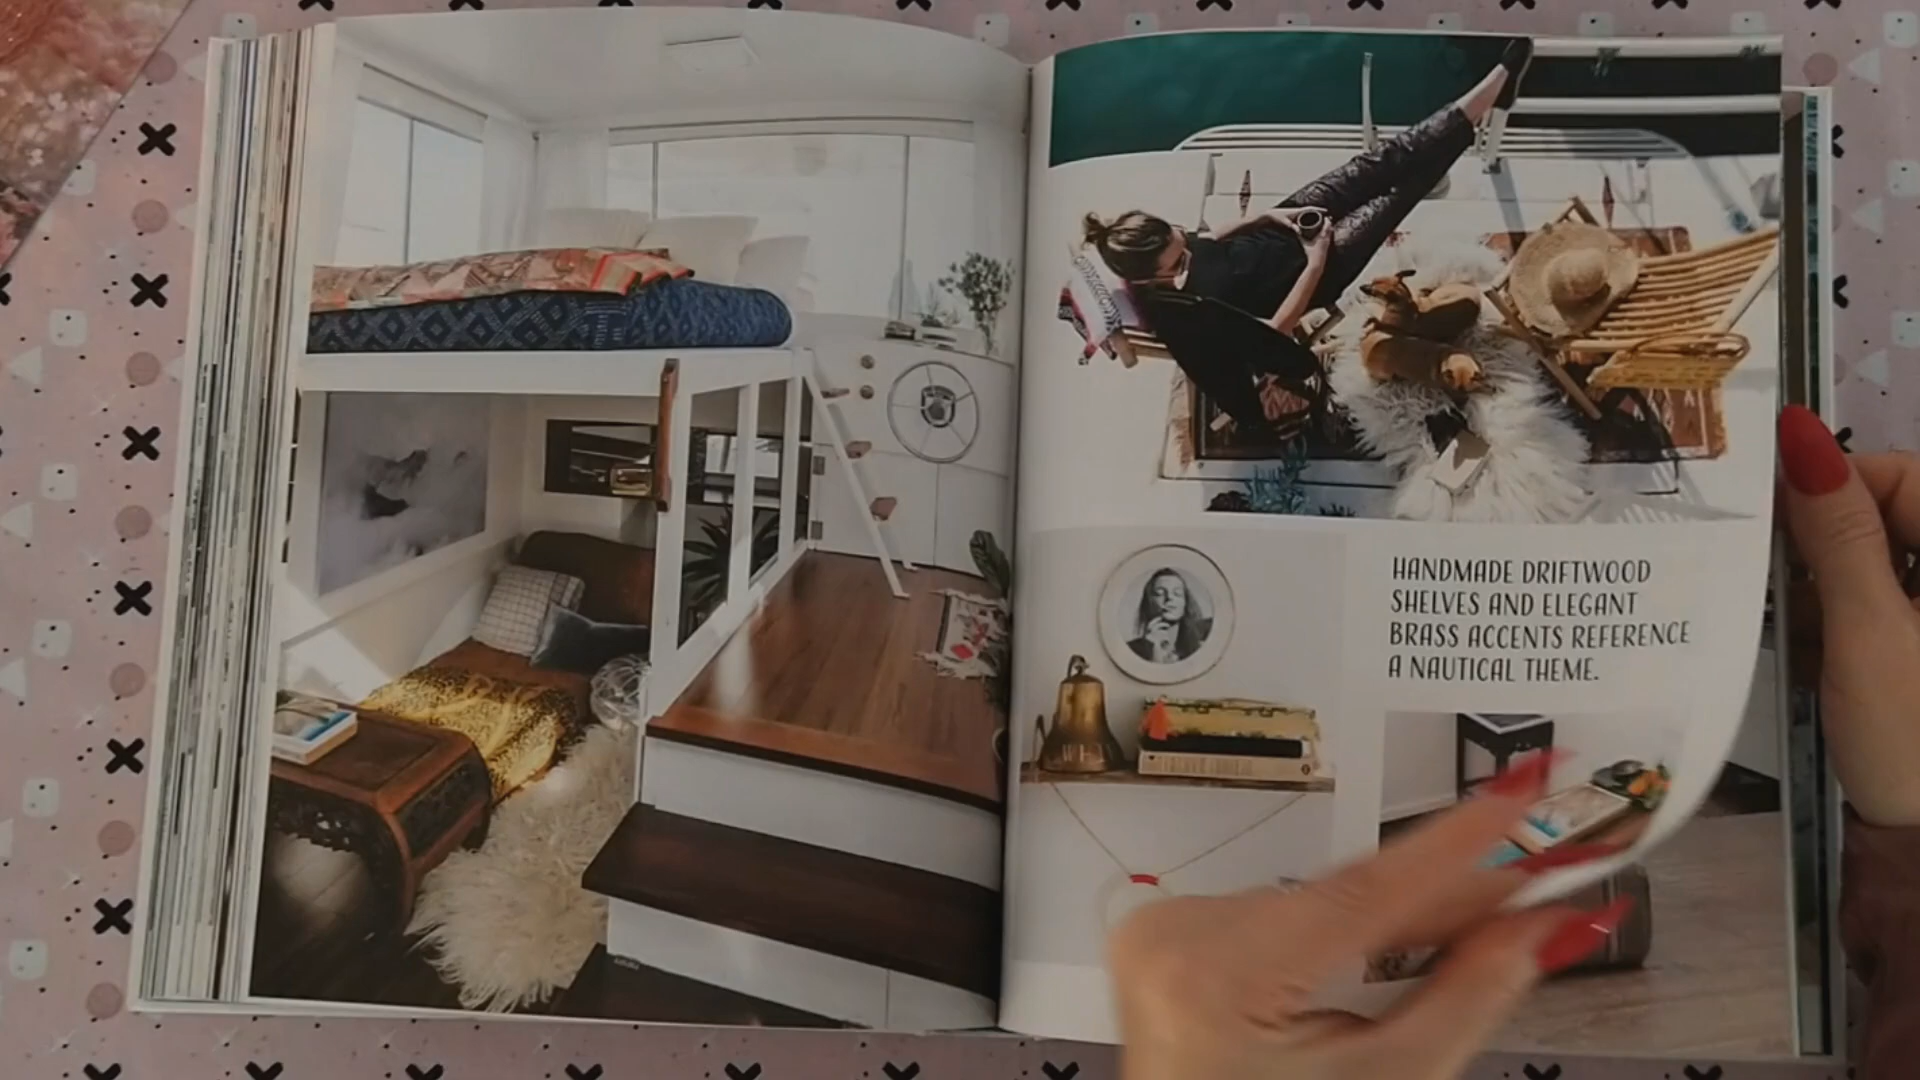 HANDMADE DRIFTWOOD
SHELVES AND ELEGANT
BRASS ACCENTS REFERENCE
A NAUTICAL THEME.